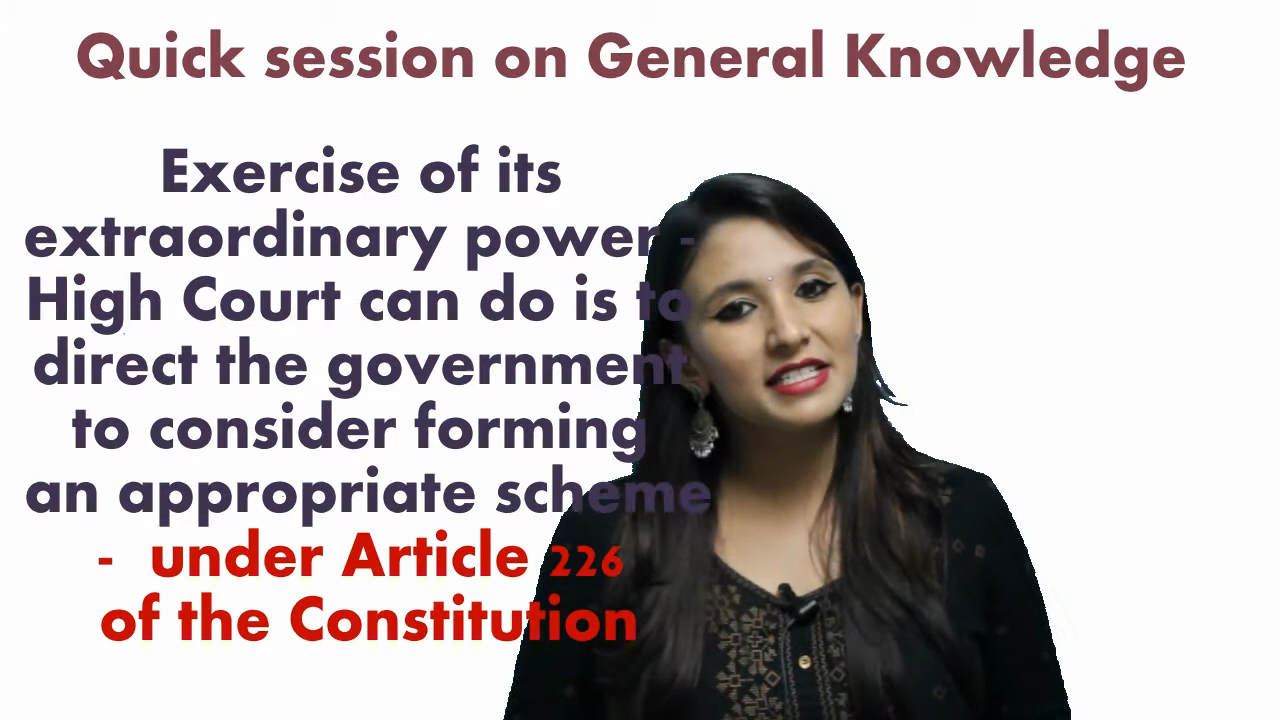 Quick session on General Knowledge
Exercise of its
extraordinary power -
High Court can do is to
direct the government
to consider forming
an appropriate scheme
- under Article 226
of the Constitution